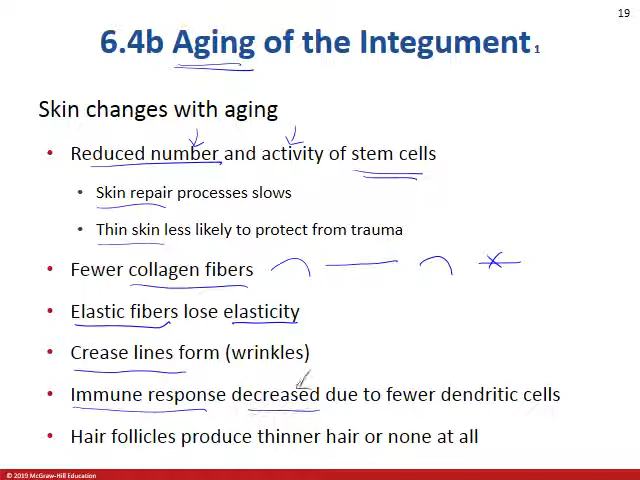 19
6.4b Aging of the Integument 1
Skin changes with aging
• Reduced number and activity of stem cells
• Skin repair processes slows
• Thin skin less likely to protect from trauma
• Fewer collagen fibers
• Elastic fibers lose elasticity
• Crease lines form (wrinkles)
• Immune response decreased due to fewer dendritic cells
• Hair follicles produce thinner hair or none at all
© 2019 McGraw-Hill Education